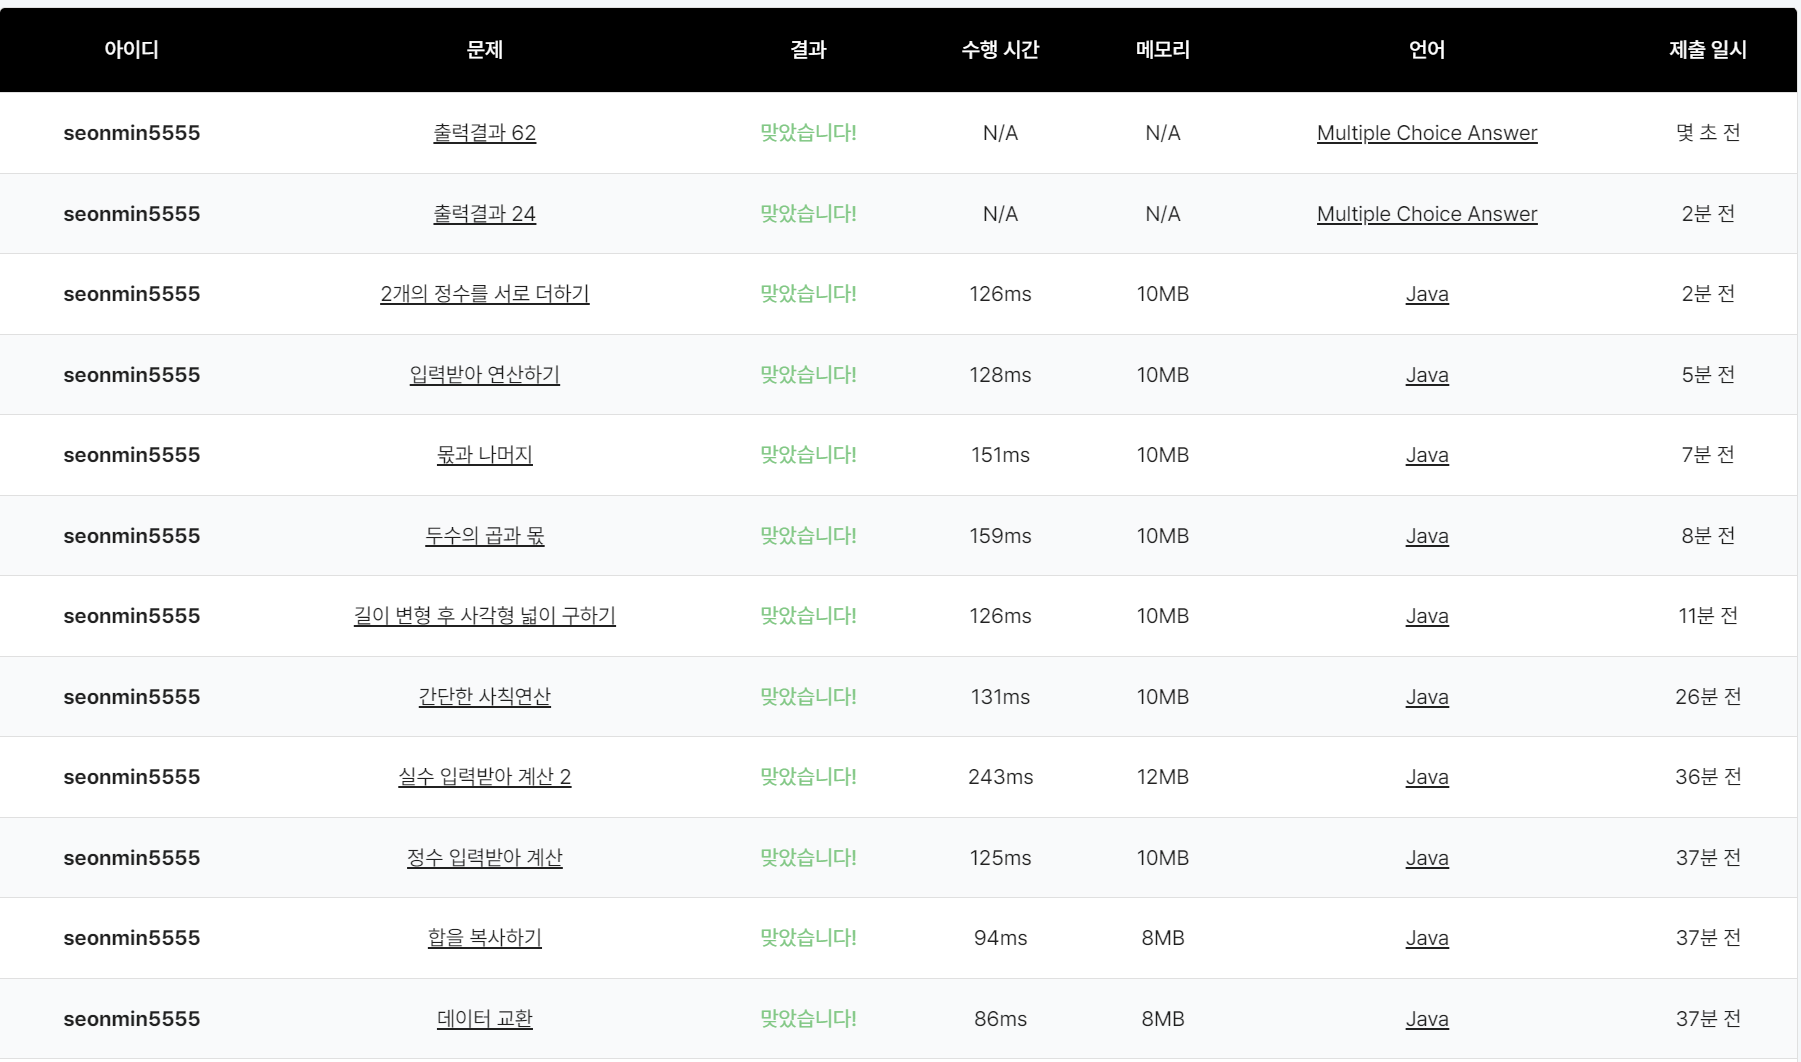 아이디 문제 결과 수행 시간 메모리 언어 제출 일시
seonmin5555 출력결과 62 맞았습니다! N/A N/A Multiple Choice Answer 몇 초 전
seonmin5555 출력결과 24 맞았습니다! N/A N/A Multiple Choice Answer 2분 전
seonmin5555 2개의 정수를 서로 더하기 맞았습니다! 126ms 10MB Java 2분 전
seonmin5555 입력받아 연산하기 맞았습니다! 128ms 10MB Java 5분 전
seonmin5555 몫과 나머지 맞았습니다! 151ms 10MB Java 7분 전
seonmin5555 두수의 곱과 몫 맞았습니다! 159ms 10MB Java 8분 전
seonmin5555 길이 변형 후 사각형 넓이 구하기 맞았습니다! 126ms 10MB Java 11분 전
seonmin5555 간단한 사칙연산 맞았습니다! 131ms 10MB Java 26분 전
seonmin5555 실수 입력받아 계산 2 맞았습니다! 243ms 12MB Java 36분 전
seonmin5555 정수 입력받아 계산 맞았습니다! 125ms 10MB Java 37분 전
seonmin5555 합을 복사하기 맞았습니다! 94ms 8MB Java 37분 전
seonmin5555 데이터 교환 맞았습니다! 86ms 8MB Java 37분 전